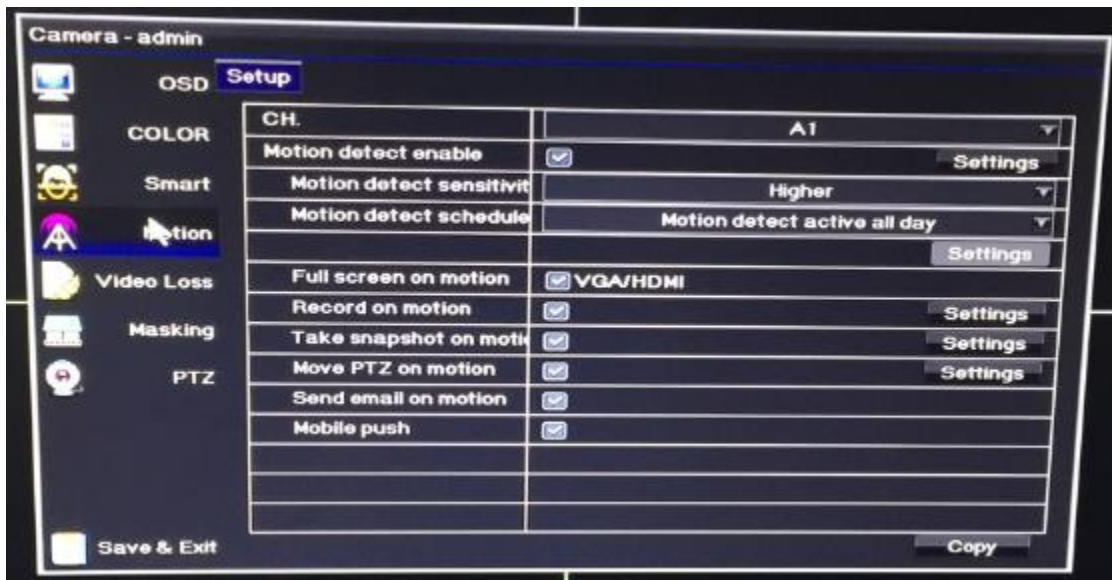 Camera - admin
OSD
COLOR
Smart
Motion
Video Loss
Masking
PTZ
Save & Exit
Setup
CH. A1
Motion detect enable Settings
Motion detect sensitivit Higher
Motion detect schedule Motion detect active all day
Settings
Full screen on motion VGA/HDMI
Record on motion Settings
Take snapshot on moti Settings
Move PTZ on motion Settings
Send email on motion
Mobile push
Copy